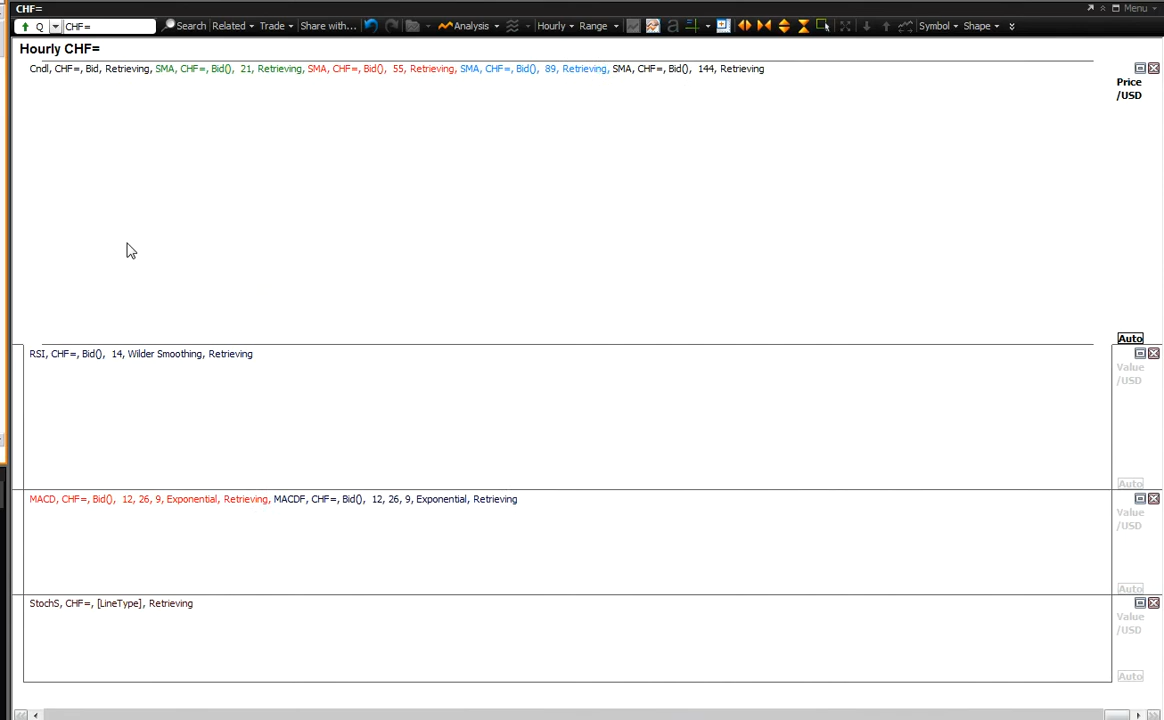 CHF=
Menu
Q CHF= Search Related Trade Share with... Analysis Hourly Range a Symbol Shape
Hourly CHF=
Cndl, CHF=, Bid, Retrieving, SMA, CHF=, Bid(), 21, Retrieving, SMA, CHF=, Bid(), 55, Retrieving, SMA, CHF=, Bid(), 89, Retrieving, SMA, CHF=, Bid(), 144, Retrieving
Price
/USD
Auto
RSI, CHF=, Bid(), 14, Wilder Smoothing, Retrieving
Value
/USD
Auto
MACD, CHF=, Bid(), 12, 26, 9, Exponential, Retrieving, MACDF, CHF=, Bid(), 12, 26, 9, Exponential, Retrieving
Value
/USD
Auto
StochS, CHF=, [LineType], Retrieving
Value
/USD
Auto